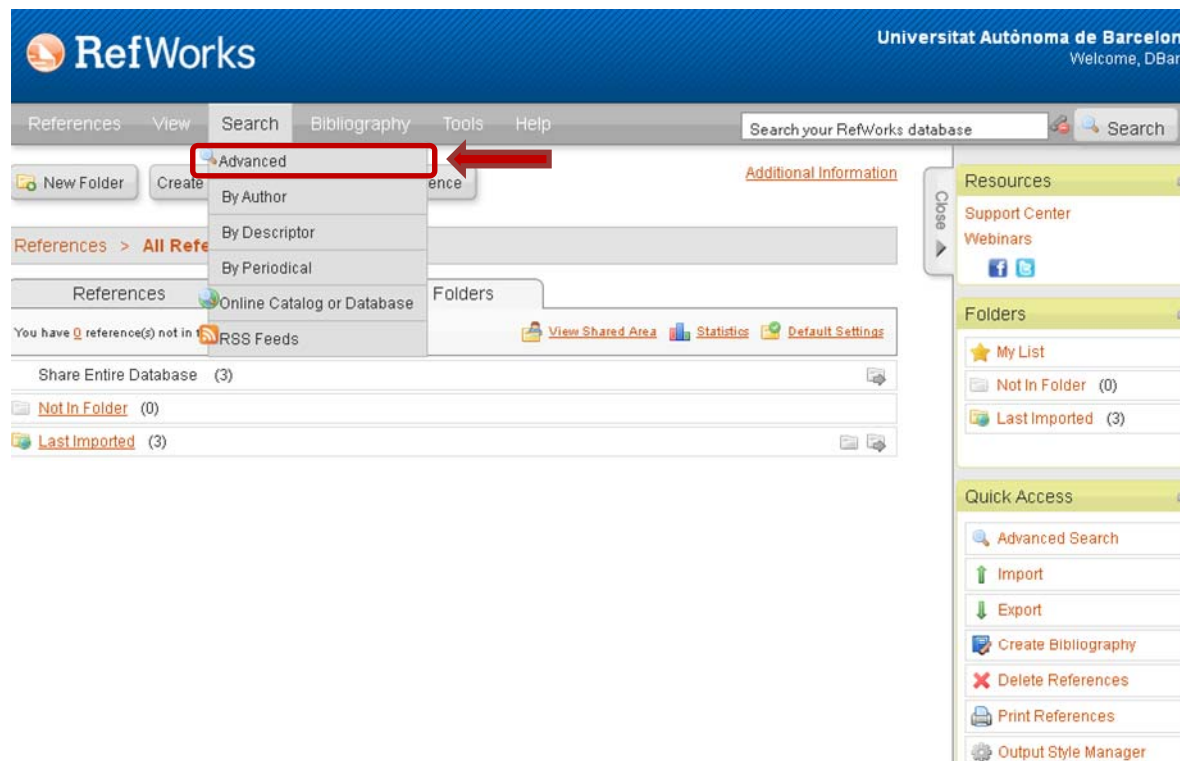 RefWorks
Universitat Autònoma de Barcelon
Welcome, DBar
References View Search Bibliography Tools Help
Search your RefWorks database
Search
Advanced
By Author
By Descriptor
By Periodical
Online Catalog or Database
RSS Feeds
New Folder
Create
ence
Additional Information
References > All Refe
References
Folders
You have 0 reference(s) not in
View Shared Area
Statistics
Default Settings
Share Entire Database (3)
Not In Folder (0)
Last Imported (3)
Close
Resources
Support Center
Webinars
Folders
My List
Not In Folder (0)
Last Imported (3)
Quick Access
Advanced Search
Import
Export
Create Bibliography
Delete References
Print References
Output Style Manager